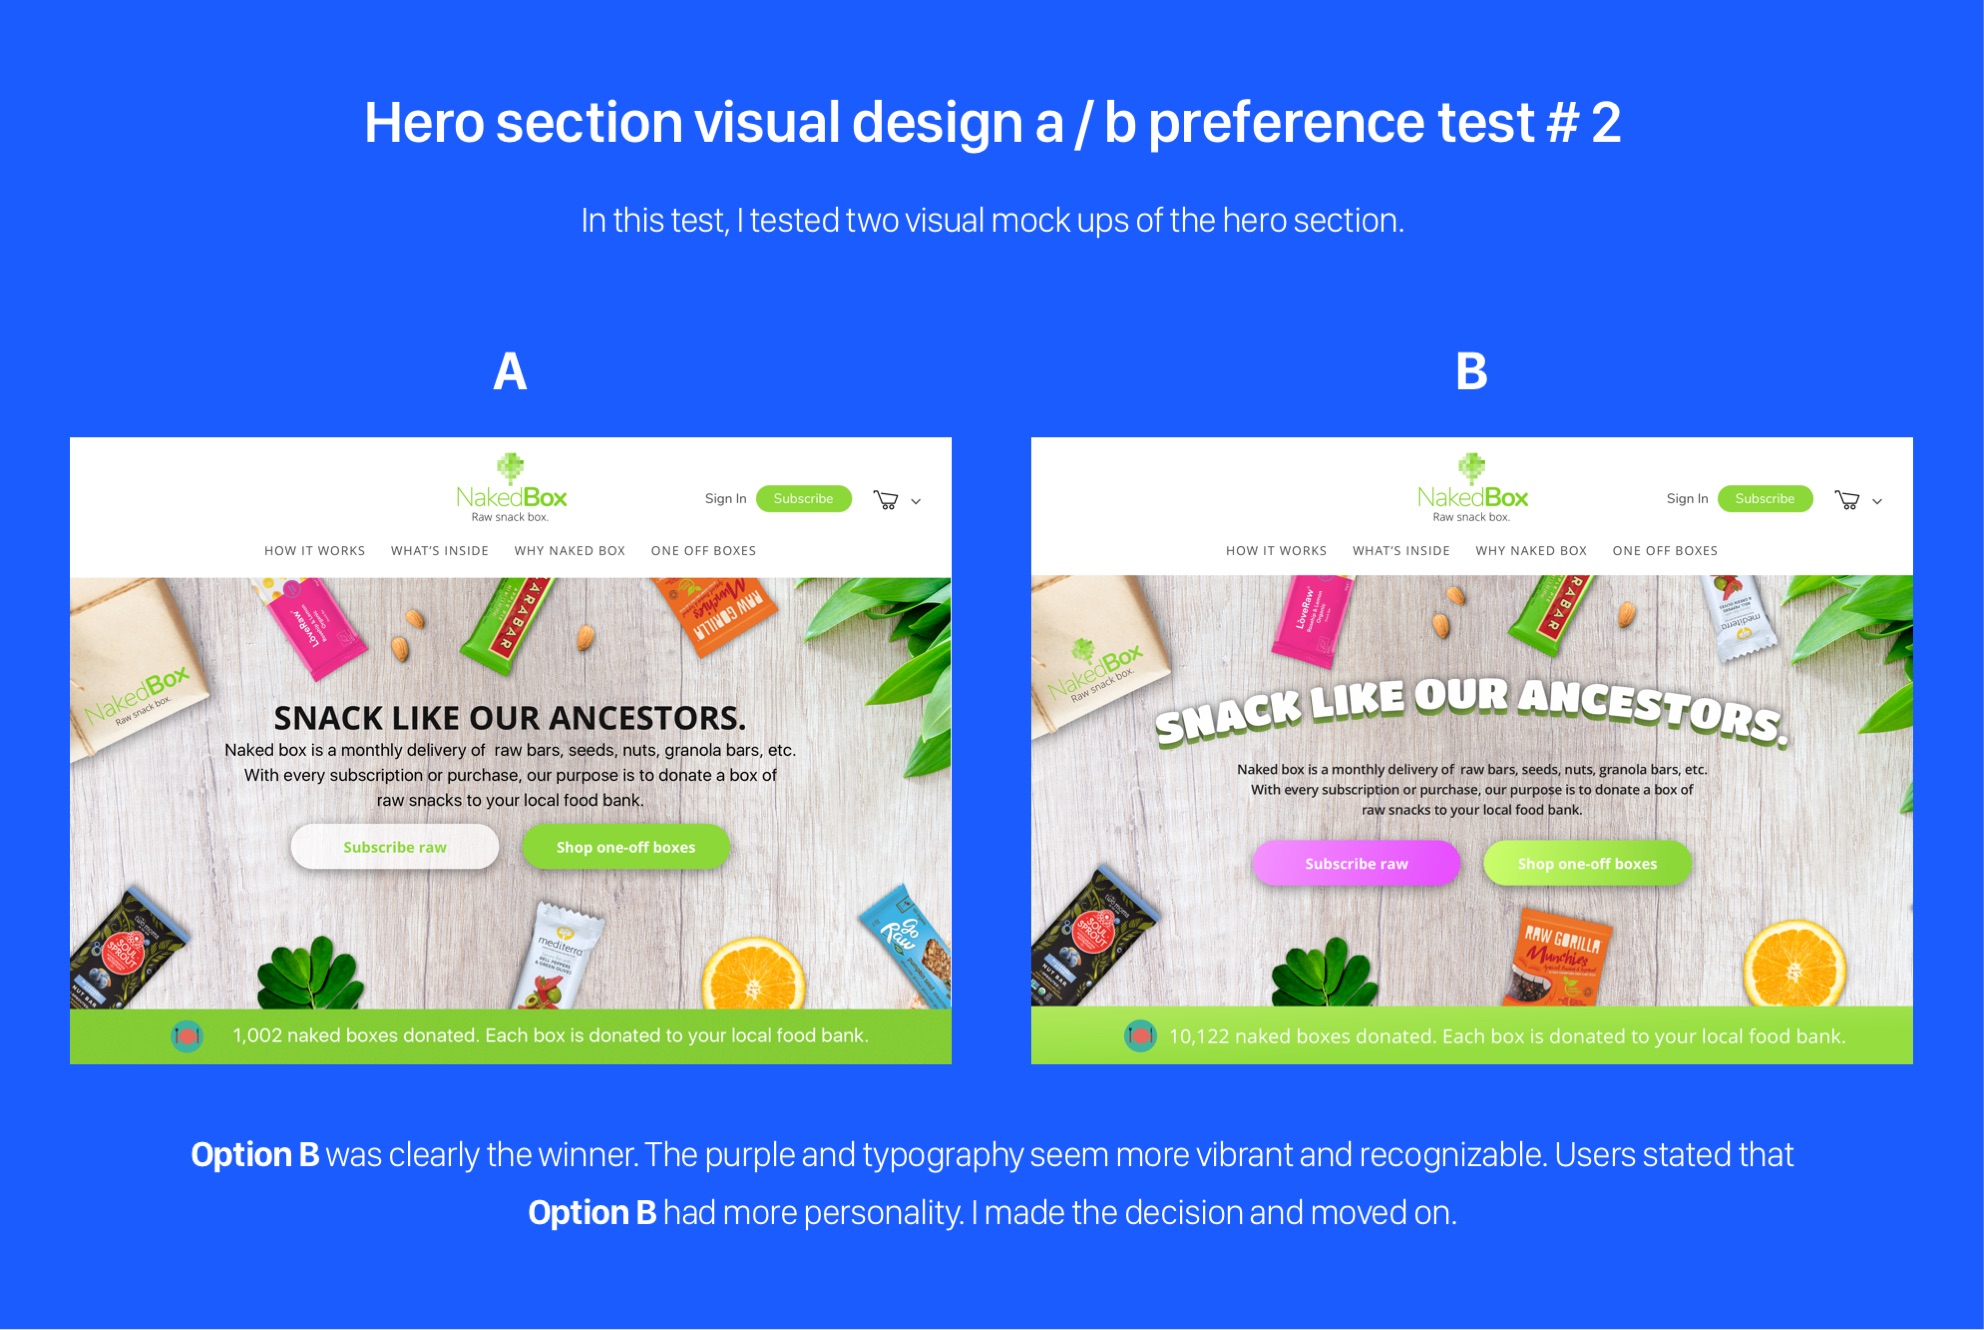 Hero section visual design a / b preference test # 2
In this test, I tested two visual mock ups of the hero section.
A
NakedBox
Raw snack box.
Sign In
Subscribe
HOW IT WORKS
WHAT'S INSIDE
WHY NAKED BOX
ONE OFF BOXES
NakedBox
Raw snack box.
LoveRaw
ARABAR
RAW GORILLA
Munchies
SNACK LIKE OUR ANCESTORS.
Naked box is a monthly delivery of raw bars, seeds, nuts, granola bars, etc.
With every subscription or purchase, our purpose is to donate a box of
raw snacks to your local food bank.
Subscribe raw
Shop one-off boxes
SOUL
SPROUT
NUT BAR
mediterra
BELL PEPPERS
& GREEN OLIVES
Go
Raw
1,002 naked boxes donated. Each box is donated to your local food bank.
B
NakedBox
Raw snack box.
Sign In
Subscribe
HOW IT WORKS
WHAT'S INSIDE
WHY NAKED BOX
ONE OFF BOXES
NakedBox
Raw snack box.
LoveRaw
ARABAR
mediterra
SNACK LIKE OUR ANCESTORS.
Naked box is a monthly delivery of raw bars, seeds, nuts, granola bars, etc.
With every subscription or purchase, our purpose is to donate a box of
raw snacks to your local food bank.
Subscribe raw
Shop one-off boxes
SOUL
SPROUT
NUT BAR
RAW GORILLA
Munchies
10,122 naked boxes donated. Each box is donated to your local food bank.
Option B was clearly the winner. The purple and typography seem more vibrant and recognizable. Users stated that
Option B had more personality. I made the decision and moved on.